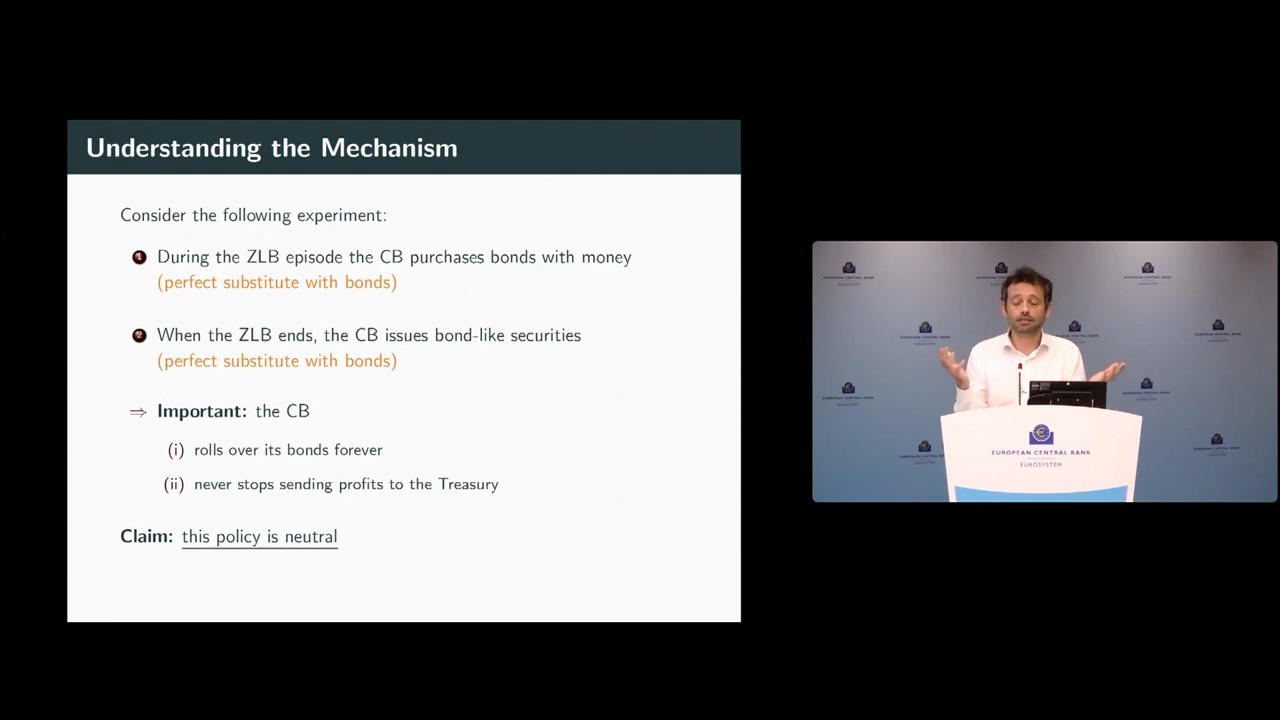 Understanding the Mechanism
Consider the following experiment:
1 During the ZLB episode the CB purchases bonds with money
(perfect substitute with bonds)
2 When the ZLB ends, the CB issues bond-like securities
(perfect substitute with bonds)
⇒ Important: the CB
(i) rolls over its bonds forever
(ii) never stops sending profits to the Treasury
Claim: this policy is neutral
EUROPEAN CENTRAL BANK
EUROSYSTEM